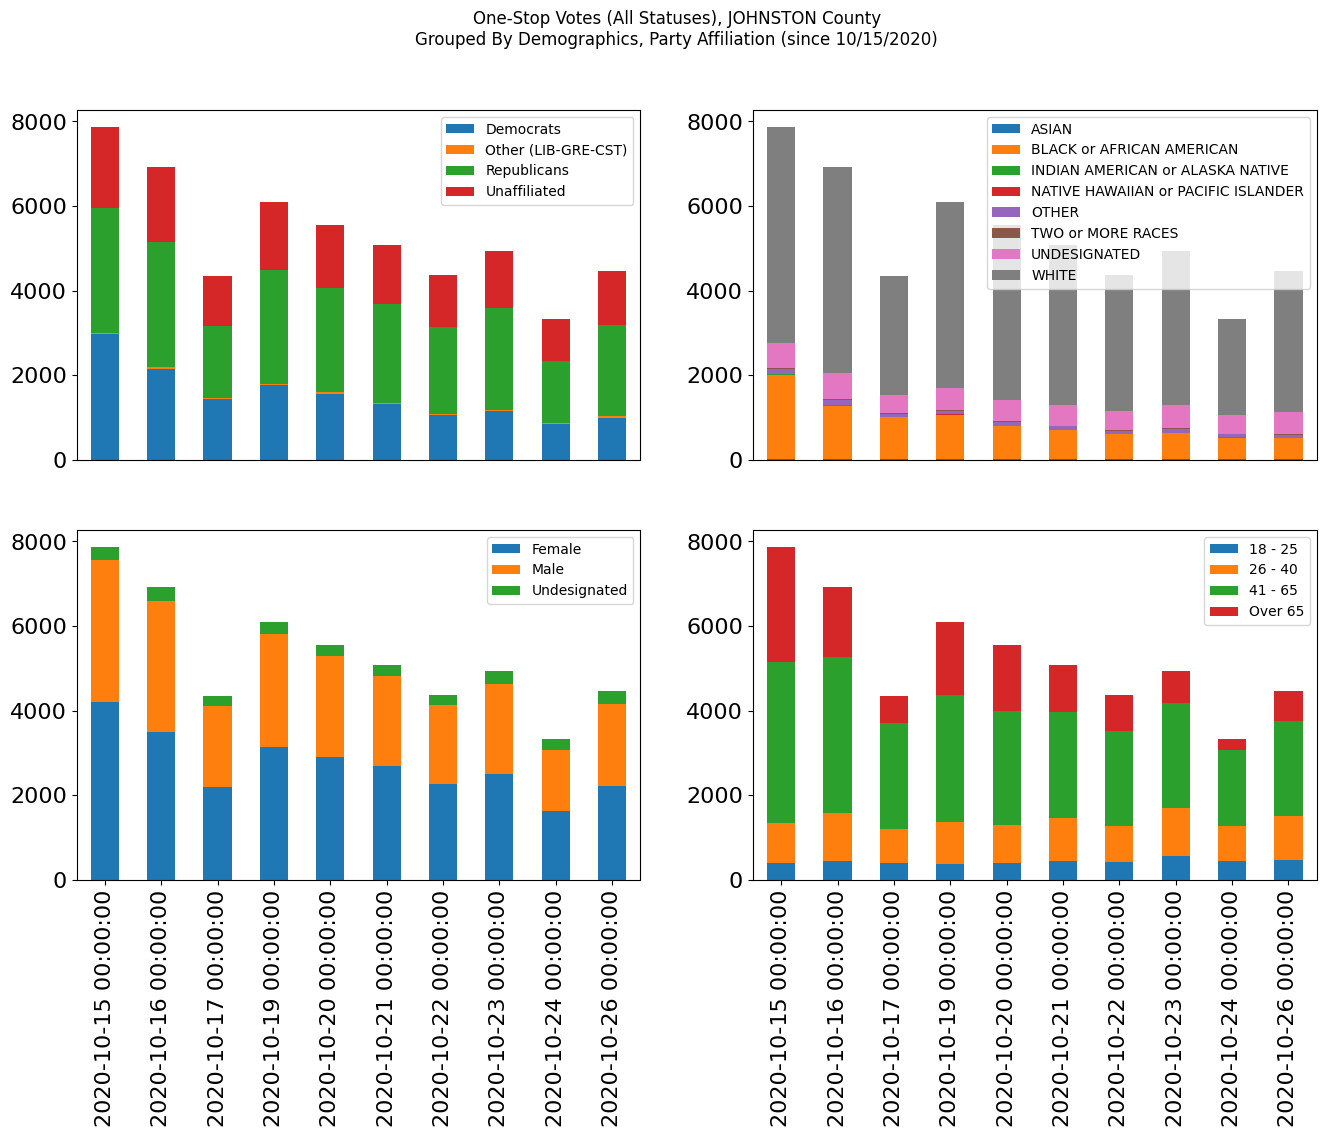 One-Stop Votes (All Statuses), JOHNSTON County
Grouped By Demographics, Party Affiliation (since 10/15/2020)
8000
6000
4000
2000
0
Democrats
Other (LIB-GRE-CST)
Republicans
Unaffiliated
8000
6000
4000
2000
0
ASIAN
BLACK or AFRICAN AMERICAN
INDIAN AMERICAN or ALASKA NATIVE
NATIVE HAWAIIAN or PACIFIC ISLANDER
OTHER
TWO or MORE RACES
UNDESIGNATED
WHITE
8000
6000
4000
2000
0
Female
Male
Undesignated
2020-10-15 00:00:00
2020-10-16 00:00:00
2020-10-17 00:00:00
2020-10-19 00:00:00
2020-10-20 00:00:00
2020-10-21 00:00:00
2020-10-22 00:00:00
2020-10-23 00:00:00
2020-10-24 00:00:00
2020-10-26 00:00:00
8000
6000
4000
2000
0
18 - 25
26 - 40
41 - 65
Over 65
2020-10-15 00:00:00
2020-10-16 00:00:00
2020-10-17 00:00:00
2020-10-19 00:00:00
2020-10-20 00:00:00
2020-10-21 00:00:00
2020-10-22 00:00:00
2020-10-23 00:00:00
2020-10-24 00:00:00
2020-10-26 00:00:00